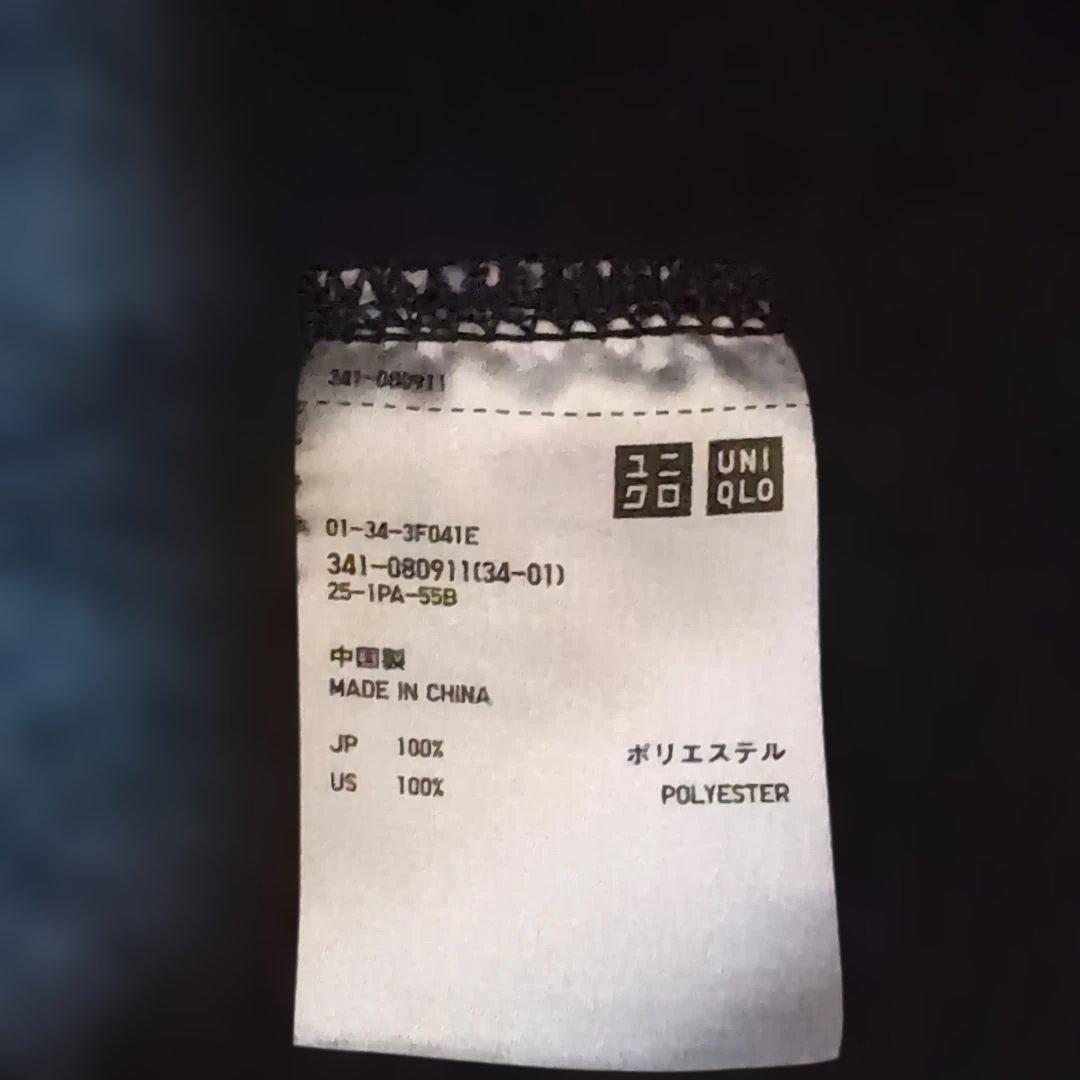 341-080911
ユニ
クロ
UNI
QLO
01-34-3F041E
341-080911(34-01)
25-1PA-55B
中国製
MADE IN CHINA
JP 100% ポリエステル
US 100% POLYESTER